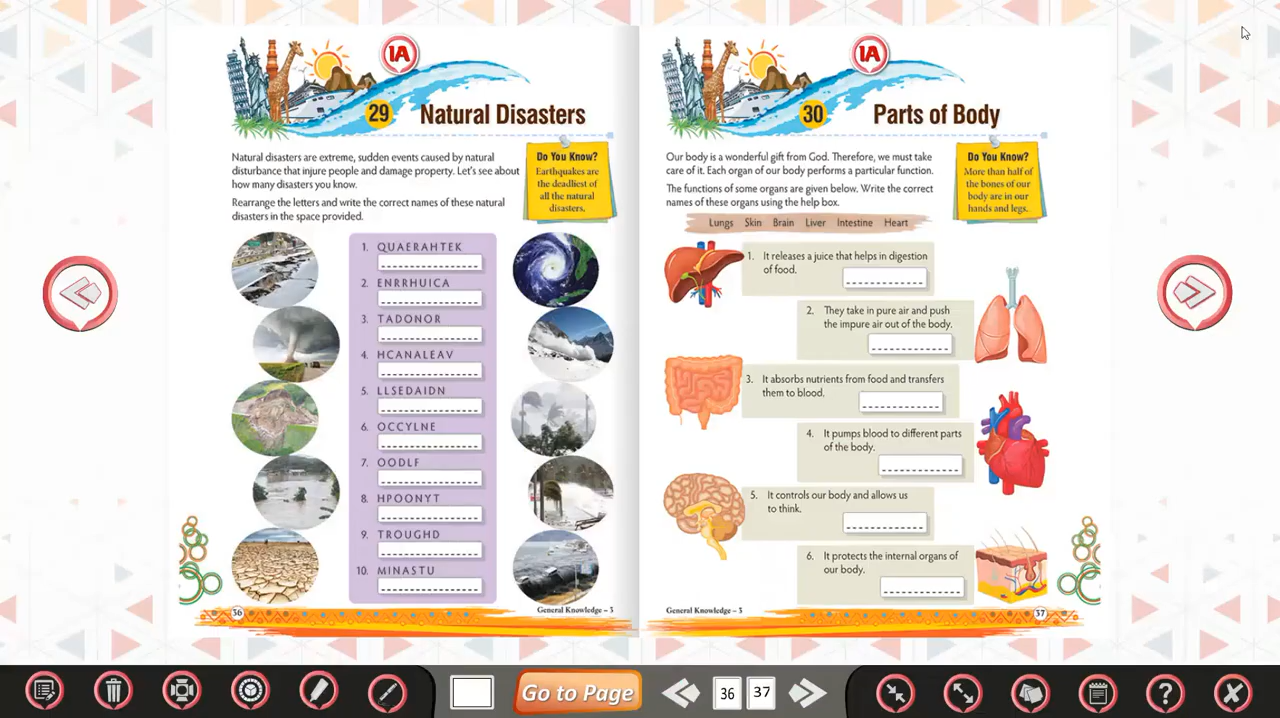 1A
29 Natural Disasters
Natural disasters are extreme, sudden events caused by natural
disturbance that injure people and damage property. Let's see about
how many disasters you know.
Rearrange the letters and write the correct names of these natural
disasters in the space provided.
Do You Know?
Earthquakes are
the deadliest of
all the natural
disasters.
1. QUAERAHTEK
2. ENRRHUICA
3. TADONOR
4. HCANALEAV
5. LLSEDAIDN
6. OCCYLNE
7. OODLF
8. HPOONYT
9. TROUGHD
10. MINASTU
General Knowledge – 3
36
1A
30 Parts of Body
Our body is a wonderful gift from God. Therefore, we must take
care of it. Each organ of our body performs a particular function.
The functions of some organs are given below. Write the correct
names of these organs using the help box.
Do You Know?
More than half of
the bones of our
body are in our
hands and legs.
Lungs Skin Brain Liver Intestine Heart
1. It releases a juice that helps in digestion
of food.
2. They take in pure air and push
the impure air out of the body.
3. It absorbs nutrients from food and transfers
them to blood.
4. It pumps blood to different parts
of the body.
5. It controls our body and allows us
to think.
6. It protects the internal organs of
our body.
General Knowledge – 3
37
Go to Page
36 37